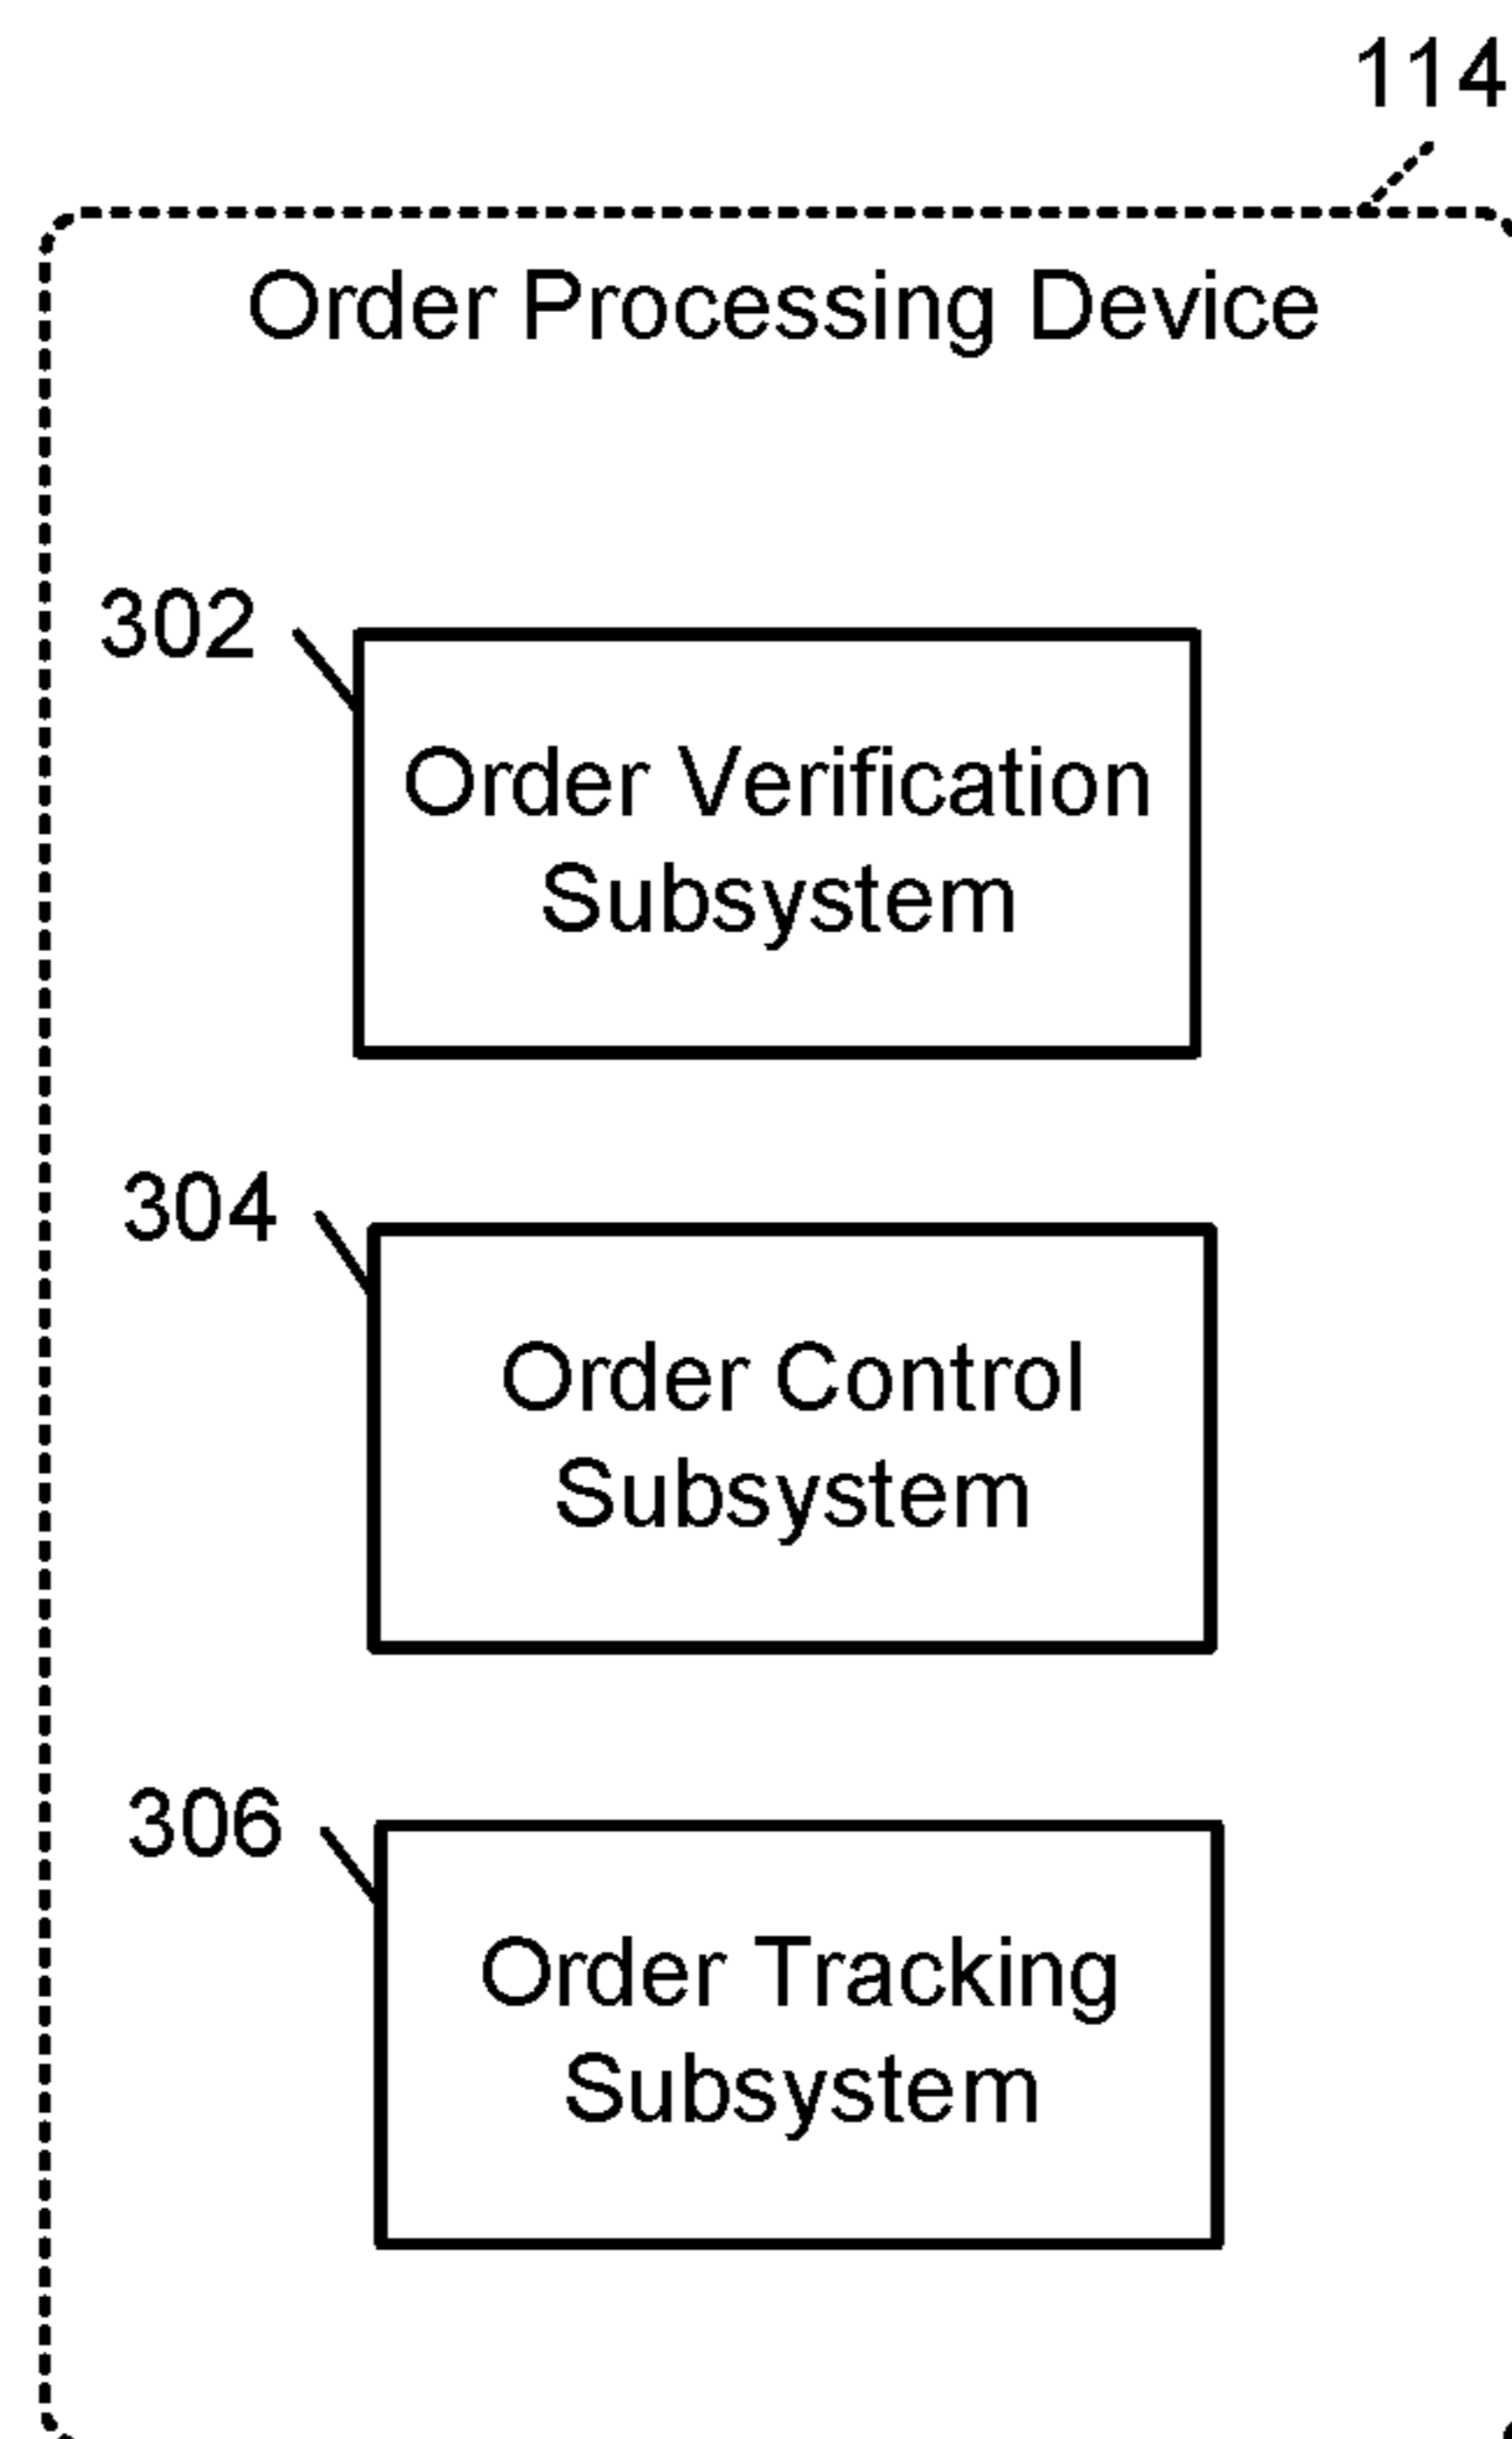 114
Order Processing Device
302
Order Verification
Subsystem
304
Order Control
Subsystem
306
Order Tracking
Subsystem